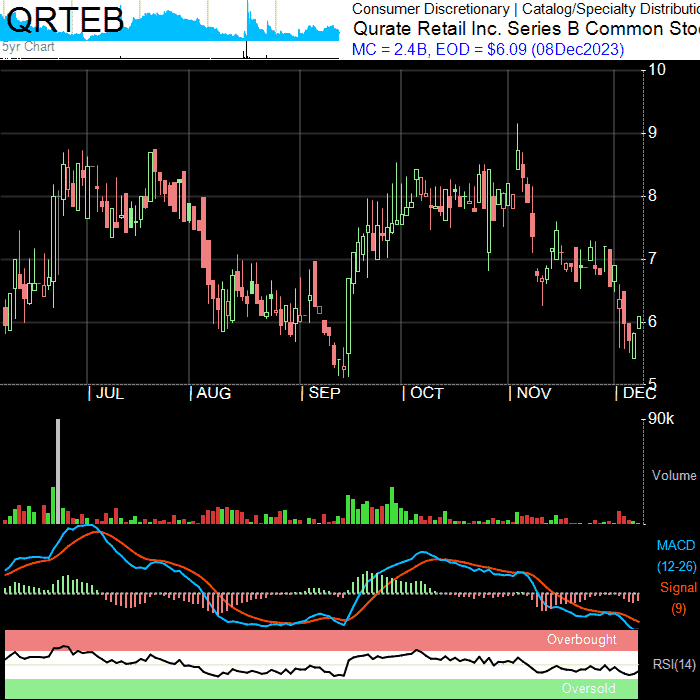 QRTEB
5yr Chart
Consumer Discretionary | Catalog/Specialty Distributio
Qurate Retail Inc. Series B Common Sto
MC = 2.4B, EOD = $6.09 (08Dec2023)
10
9
8
7
6
5
| JUL | AUG | SEP | OCT | NOV | DEC
90k
Volume
MACD
(12-26)
Signal
(9)
Overbought
RSI(14)
Oversold